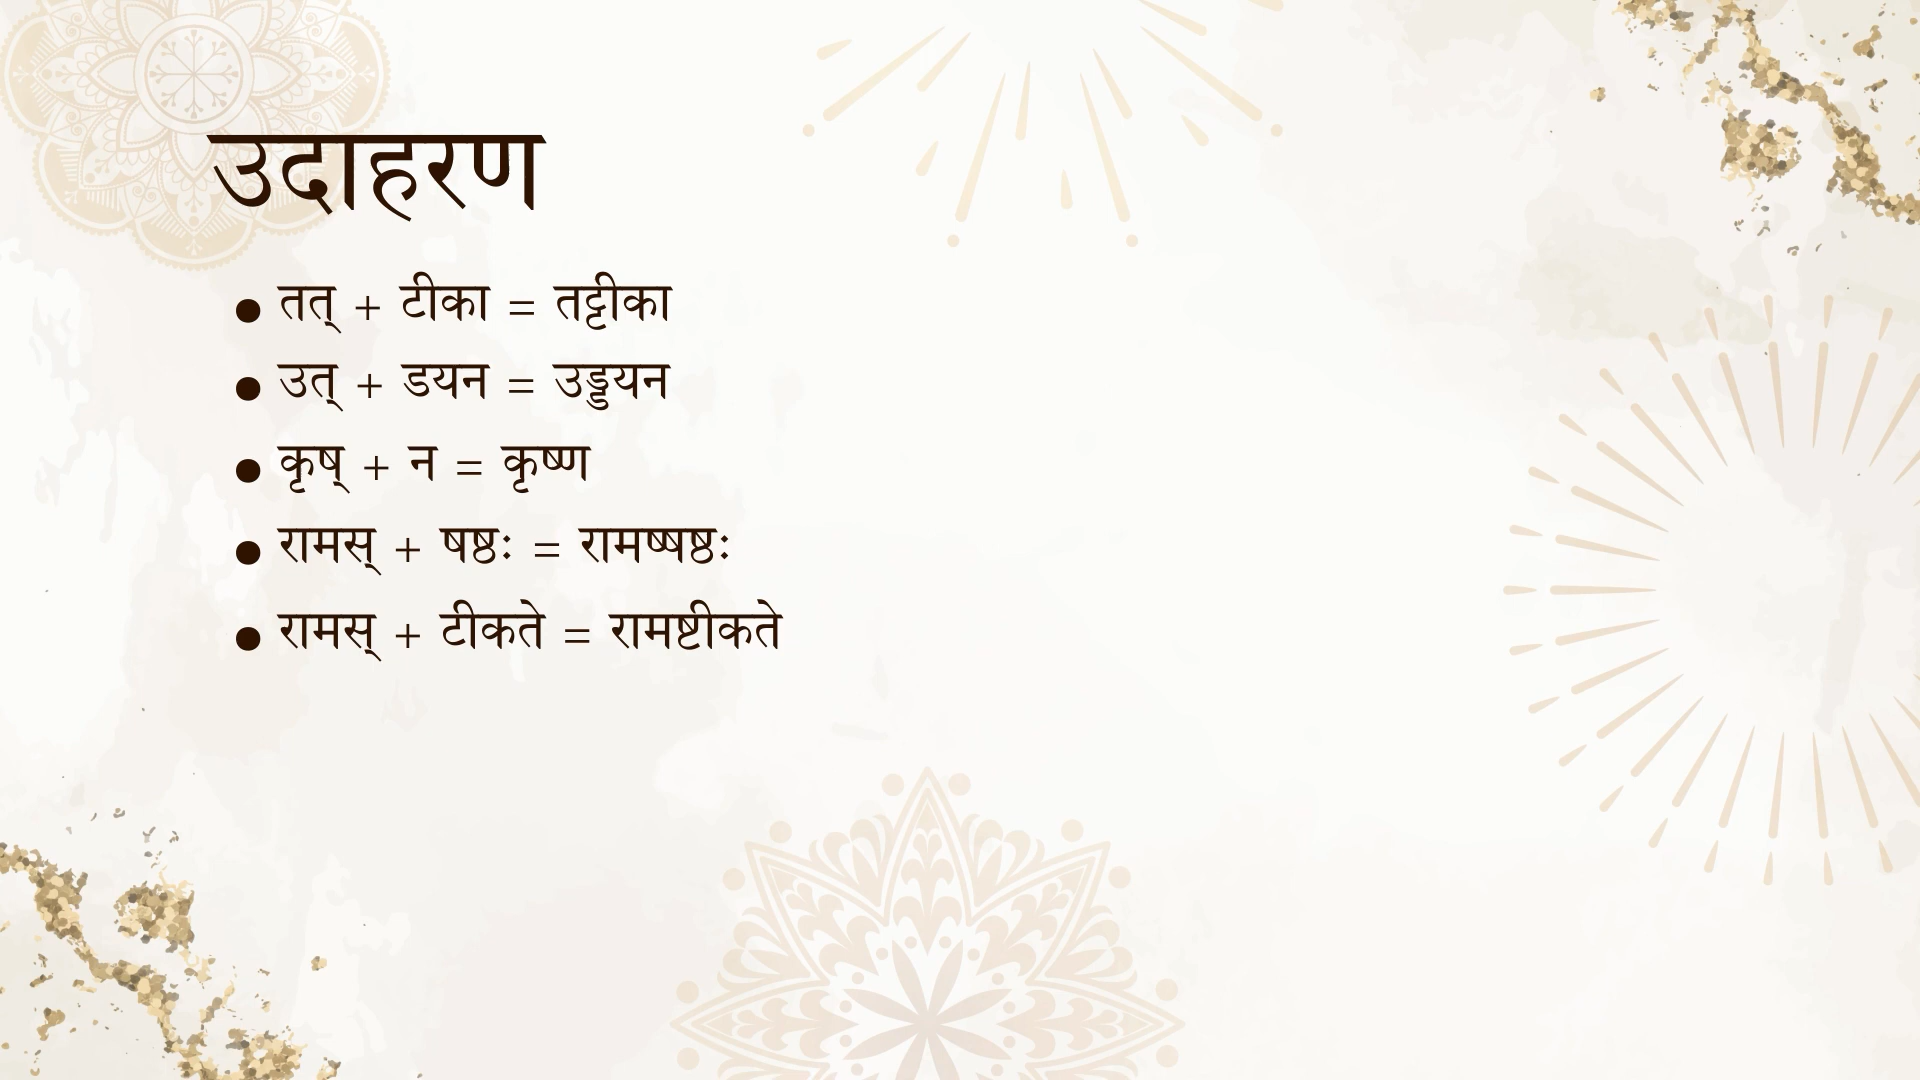 उदाहरण
● तत् + टीका = तट्टीका
● उत् + डयन = उड्डयन
● कृष् + न = कृष्ण
● रामस् + षष्ठः = रामष्षष्ठः
● रामस् + टीकते = रामष्टीकते